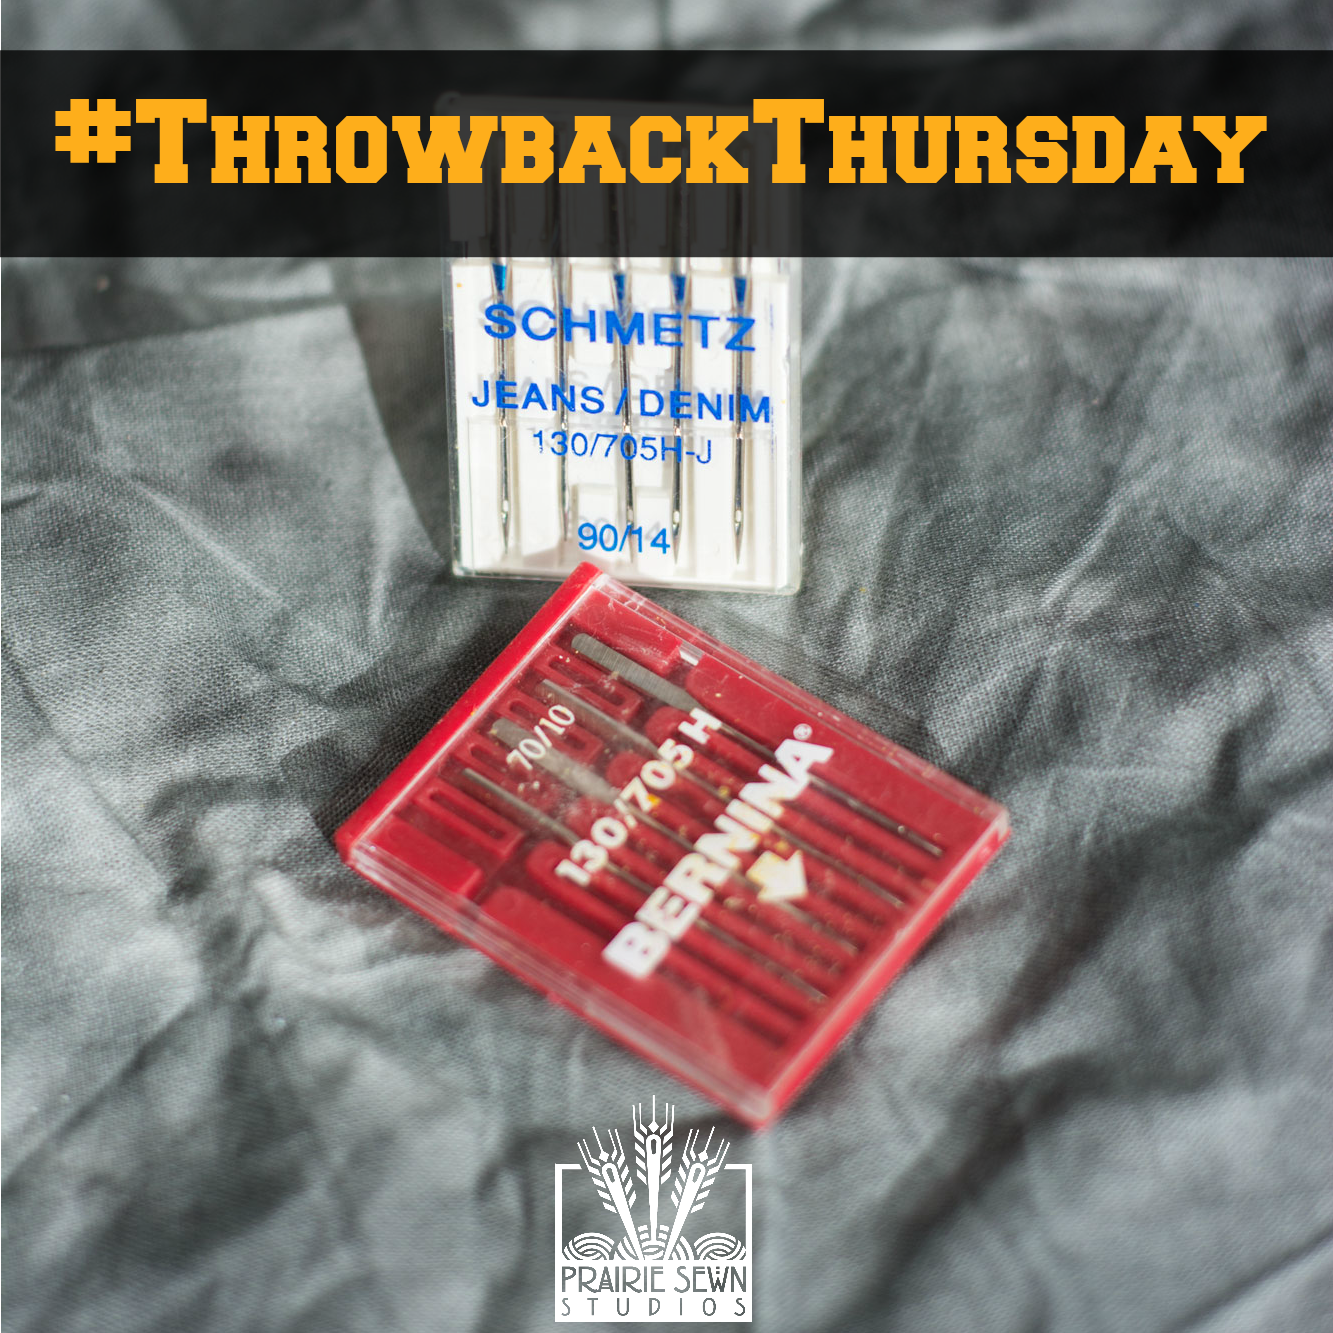 #ThrowbackThursday
SCHMETZ
JEANS / DENIM
130/705H-J
90/14
70/10
130/705 H
BERNINA®
PRAIRIE SEWN
STUDIOS